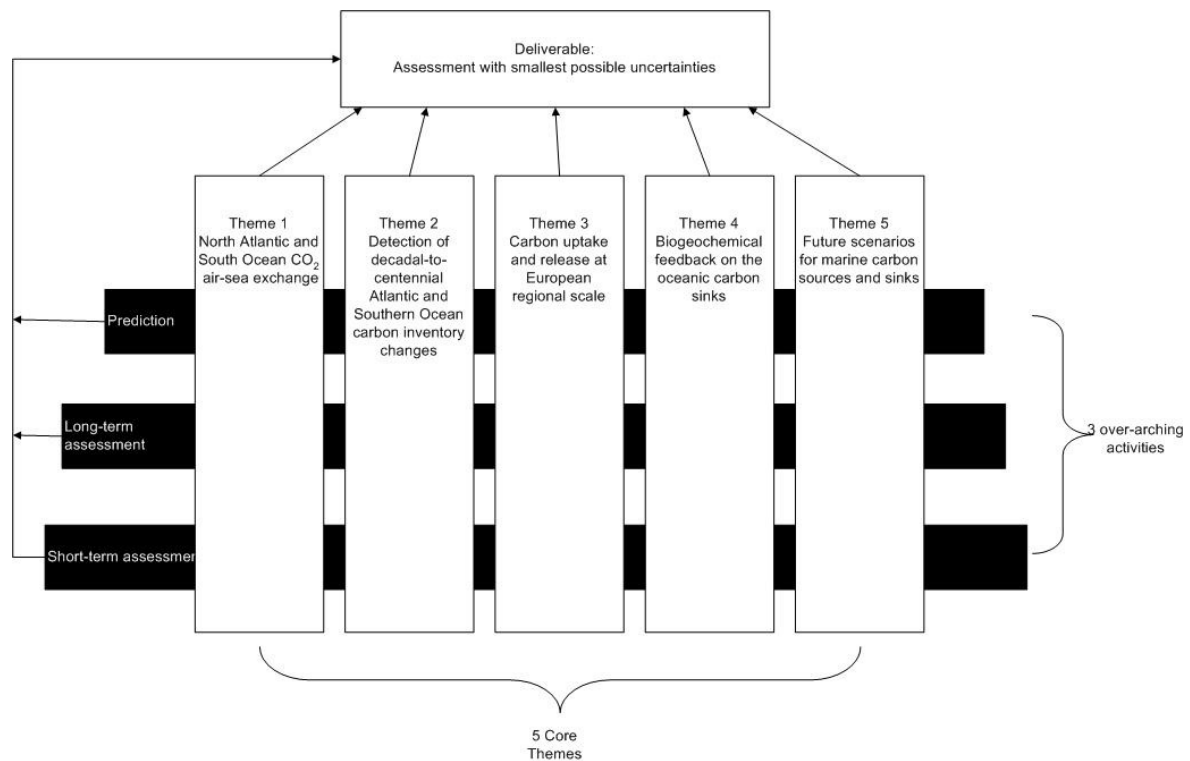 Deliverable:
Assessment with smallest possible uncertainties
Theme 1
North Atlantic and
South Ocean CO₂
air-sea exchange
Theme 2
Detection of
decadal-to-
centennial
Atlantic and
Southern Ocean
carbon inventory
changes
Theme 3
Carbon uptake
and release at
European
regional scale
Theme 4
Biogeochemical
feedback on the
oceanic carbon
sinks
Theme 5
Future scenarios
for marine carbon
sources and sinks
Prediction
Long-term
assessment
Short-term assessmen
3 over-arching
activities
5 Core
Themes